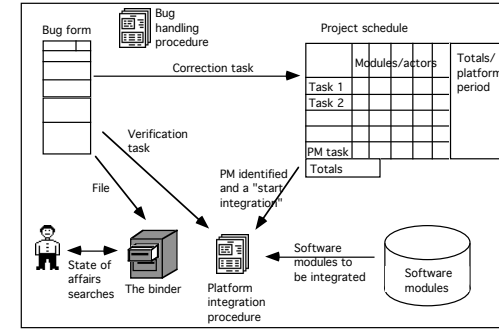 Bug form
Bug
handling
procedure
Project schedule
Correction task
Modules/actors
Totals/
platform
period
Task 1
Task 2
PM task
Totals
Verification
task
File
PM identified
and a "start
integration"
State of
affairs
searches
The binder
Platform
integration
procedure
Software
modules to
be integrated
Software
modules